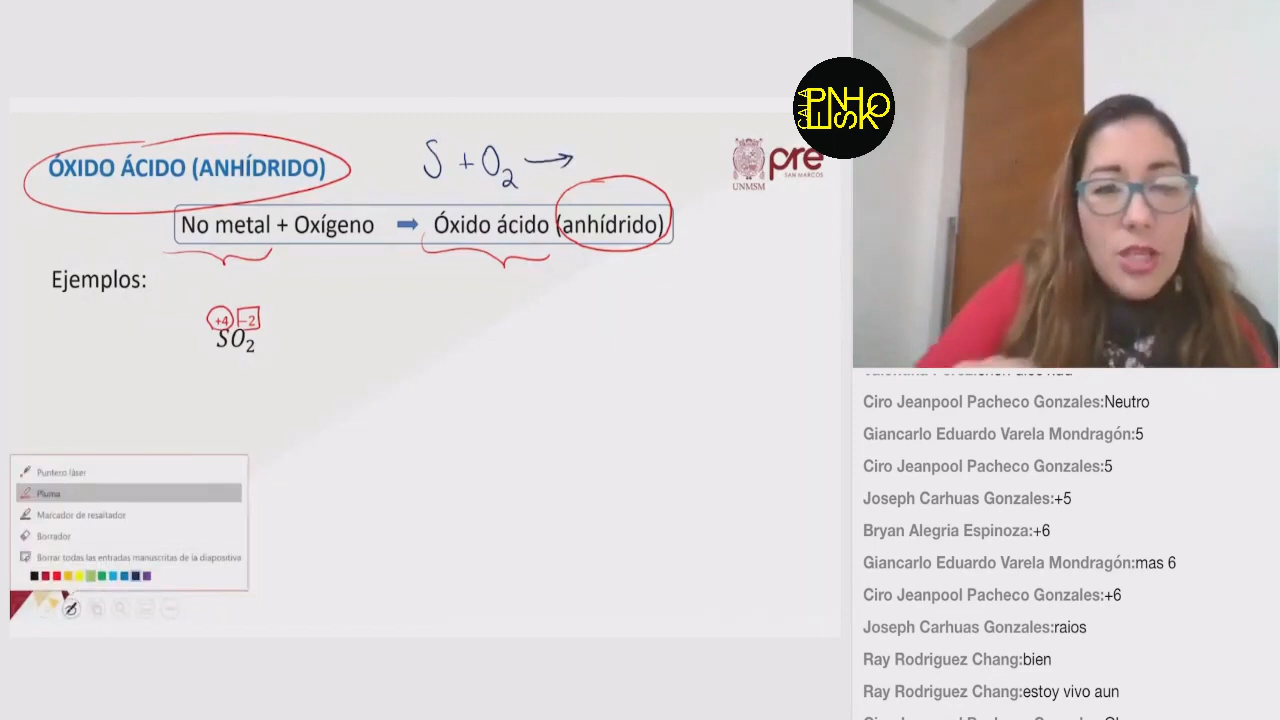 ÓXIDO ÁCIDO (ANHÍDRIDO)
S + O2 →
pre
SAN MARCOS
UNMSM
CALA
PENHO
ESK
No metal + Oxígeno ➡ Óxido ácido (anhídrido)
Ejemplos:
+4 -2
SO2
Puntero láser
Pluma
Marcador de resaltador
Borrador
Borrar todas las entradas manuscritas de la diapositiva
Ciro Jeanpool Pacheco Gonzales:Neutro
Giancarlo Eduardo Varela Mondragón:5
Ciro Jeanpool Pacheco Gonzales:5
Joseph Carhuas Gonzales:+5
Bryan Alegria Espinoza:+6
Giancarlo Eduardo Varela Mondragón:mas 6
Ciro Jeanpool Pacheco Gonzales:+6
Joseph Carhuas Gonzales:raios
Ray Rodriguez Chang:bien
Ray Rodriguez Chang:estoy vivo aun